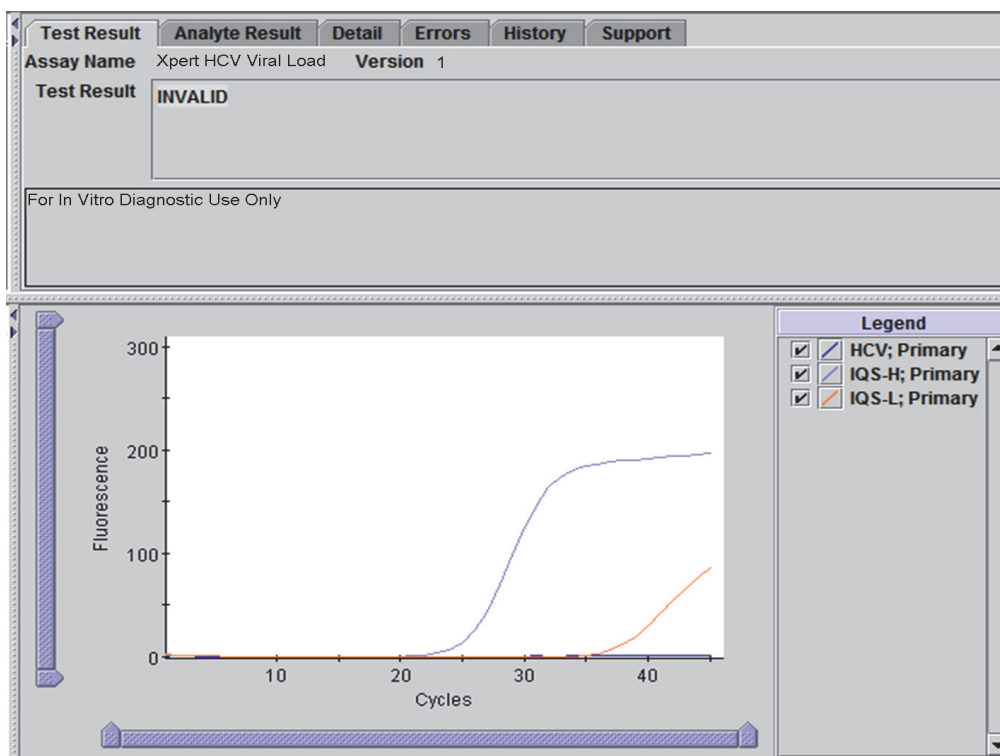 Test Result Analyte Result Detail Errors History Support
Assay Name Xpert HCV Viral Load Version 1
Test Result INVALID
For In Vitro Diagnostic Use Only
300
200
100
0
Fluorescence
10 20 30 40
Cycles
Legend
HCV; Primary
IQS-H; Primary
IQS-L; Primary